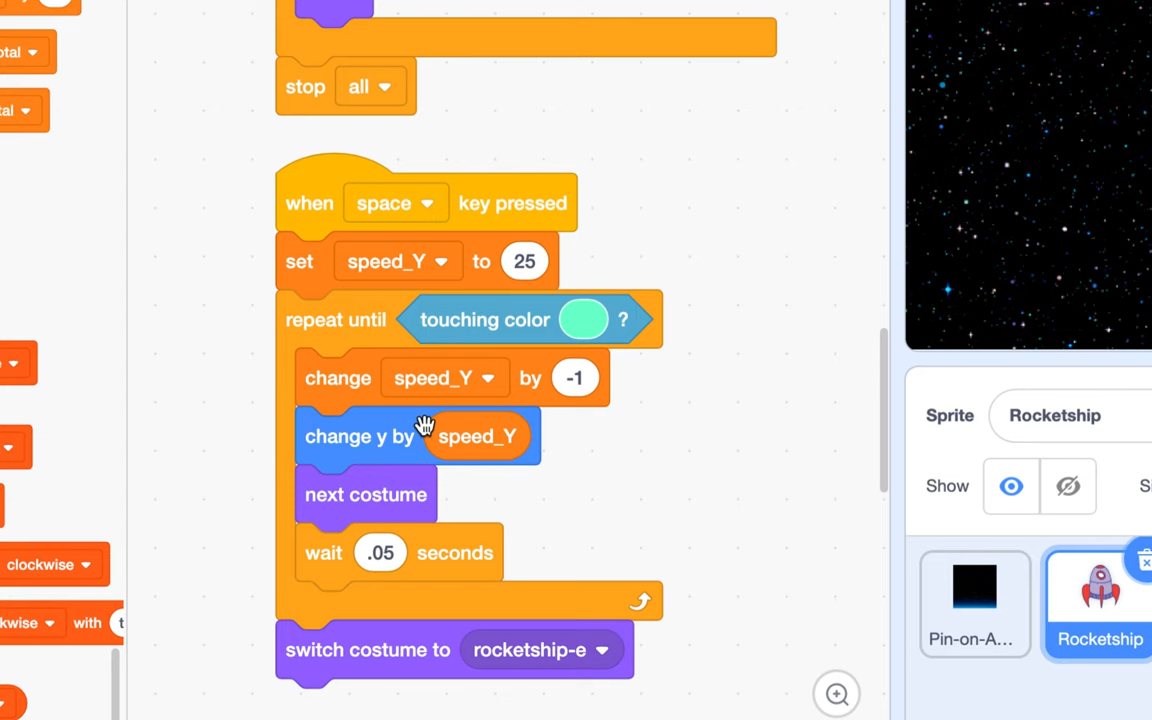 otal
tal
stop all
when space key pressed
set speed_Y to 25
repeat until touching color ?
change speed_Y by -1
change y by speed_Y
next costume
wait .05 seconds
switch costume to rocketship-e
clockwise
kwise with
Sprite Rocketship
Show
Pin-on-A... Rocketship